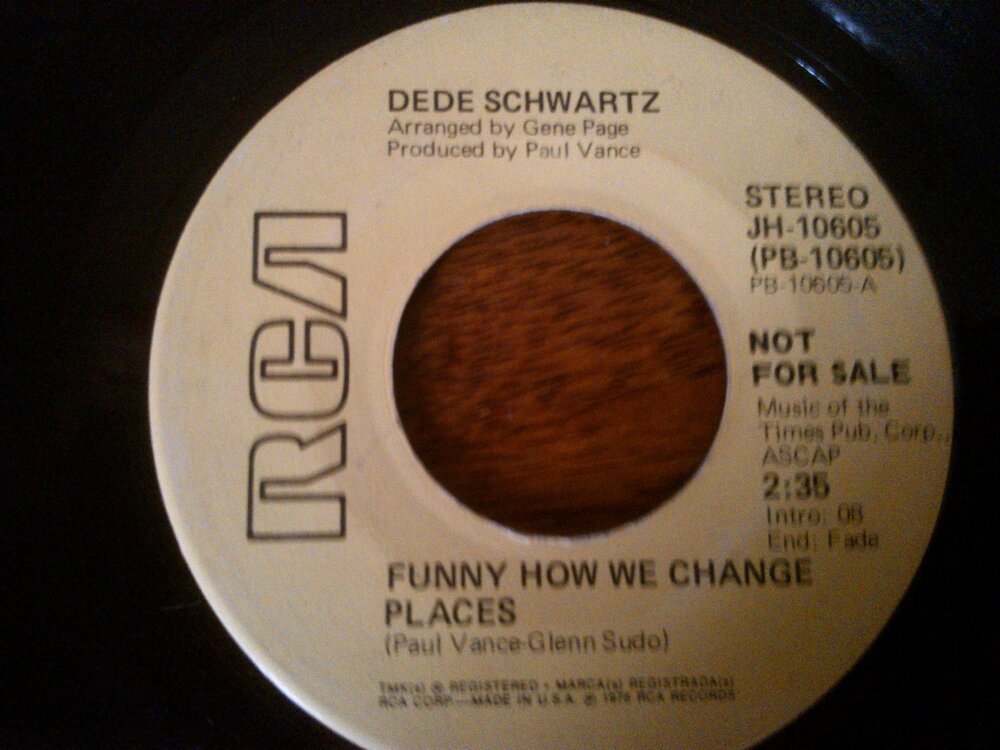 DEDE SCHWARTZ
Arranged by Gene Page
Produced by Paul Vance
RCA
STEREO
JH-10605
(PB-10605)
PB-10605-A
NOT
FOR SALE
Music of the
Times Pub. Corp.,
ASCAP
2:35
Intro: 08
End: Fade
FUNNY HOW WE CHANGE
PLACES
(Paul Vance-Glenn Sudo)
TMK(s) ® REGISTERED • MARCA(s) REGISTRADA(s)
RCA CORP.—MADE IN U.S.A. ℗ RCA RECORDS